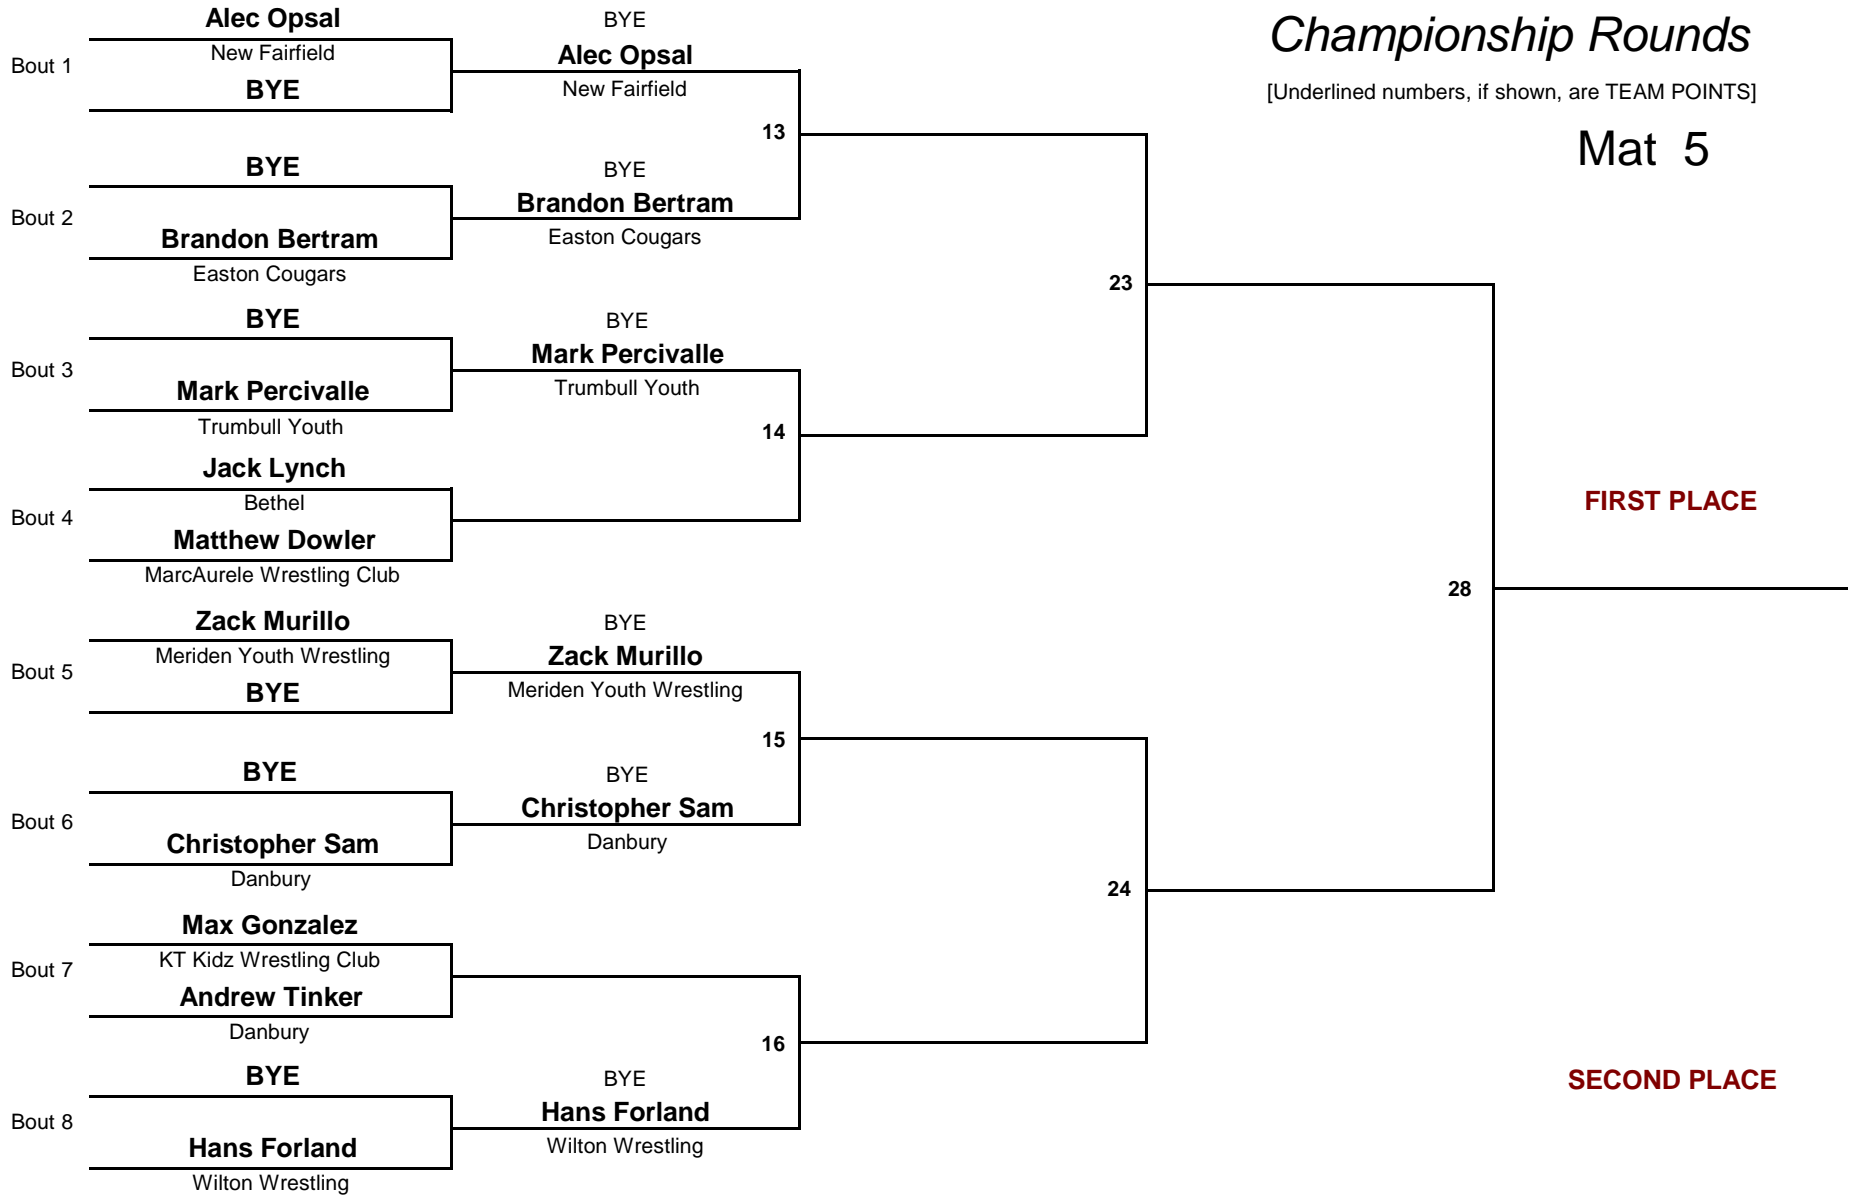 Championship Rounds
[Underlined numbers, if shown, are TEAM POINTS]
Mat 5
Bout 1
Alec Opsal
New Fairfield
BYE
Bout 2
BYE
Brandon Bertram
Easton Cougars
Bout 3
BYE
Mark Percivalle
Trumbull Youth
Bout 4
Jack Lynch
Bethel
Matthew Dowler
MarcAurele Wrestling Club
Bout 5
Zack Murillo
Meriden Youth Wrestling
BYE
Bout 6
BYE
Christopher Sam
Danbury
Bout 7
Max Gonzalez
KT Kidz Wrestling Club
Andrew Tinker
Danbury
Bout 8
BYE
Hans Forland
Wilton Wrestling
BYE
Alec Opsal
New Fairfield
13
BYE
Brandon Bertram
Easton Cougars
BYE
Mark Percivalle
Trumbull Youth
14
BYE
Zack Murillo
Meriden Youth Wrestling
15
BYE
Christopher Sam
Danbury
16
BYE
Hans Forland
Wilton Wrestling
23
24
28
FIRST PLACE
SECOND PLACE